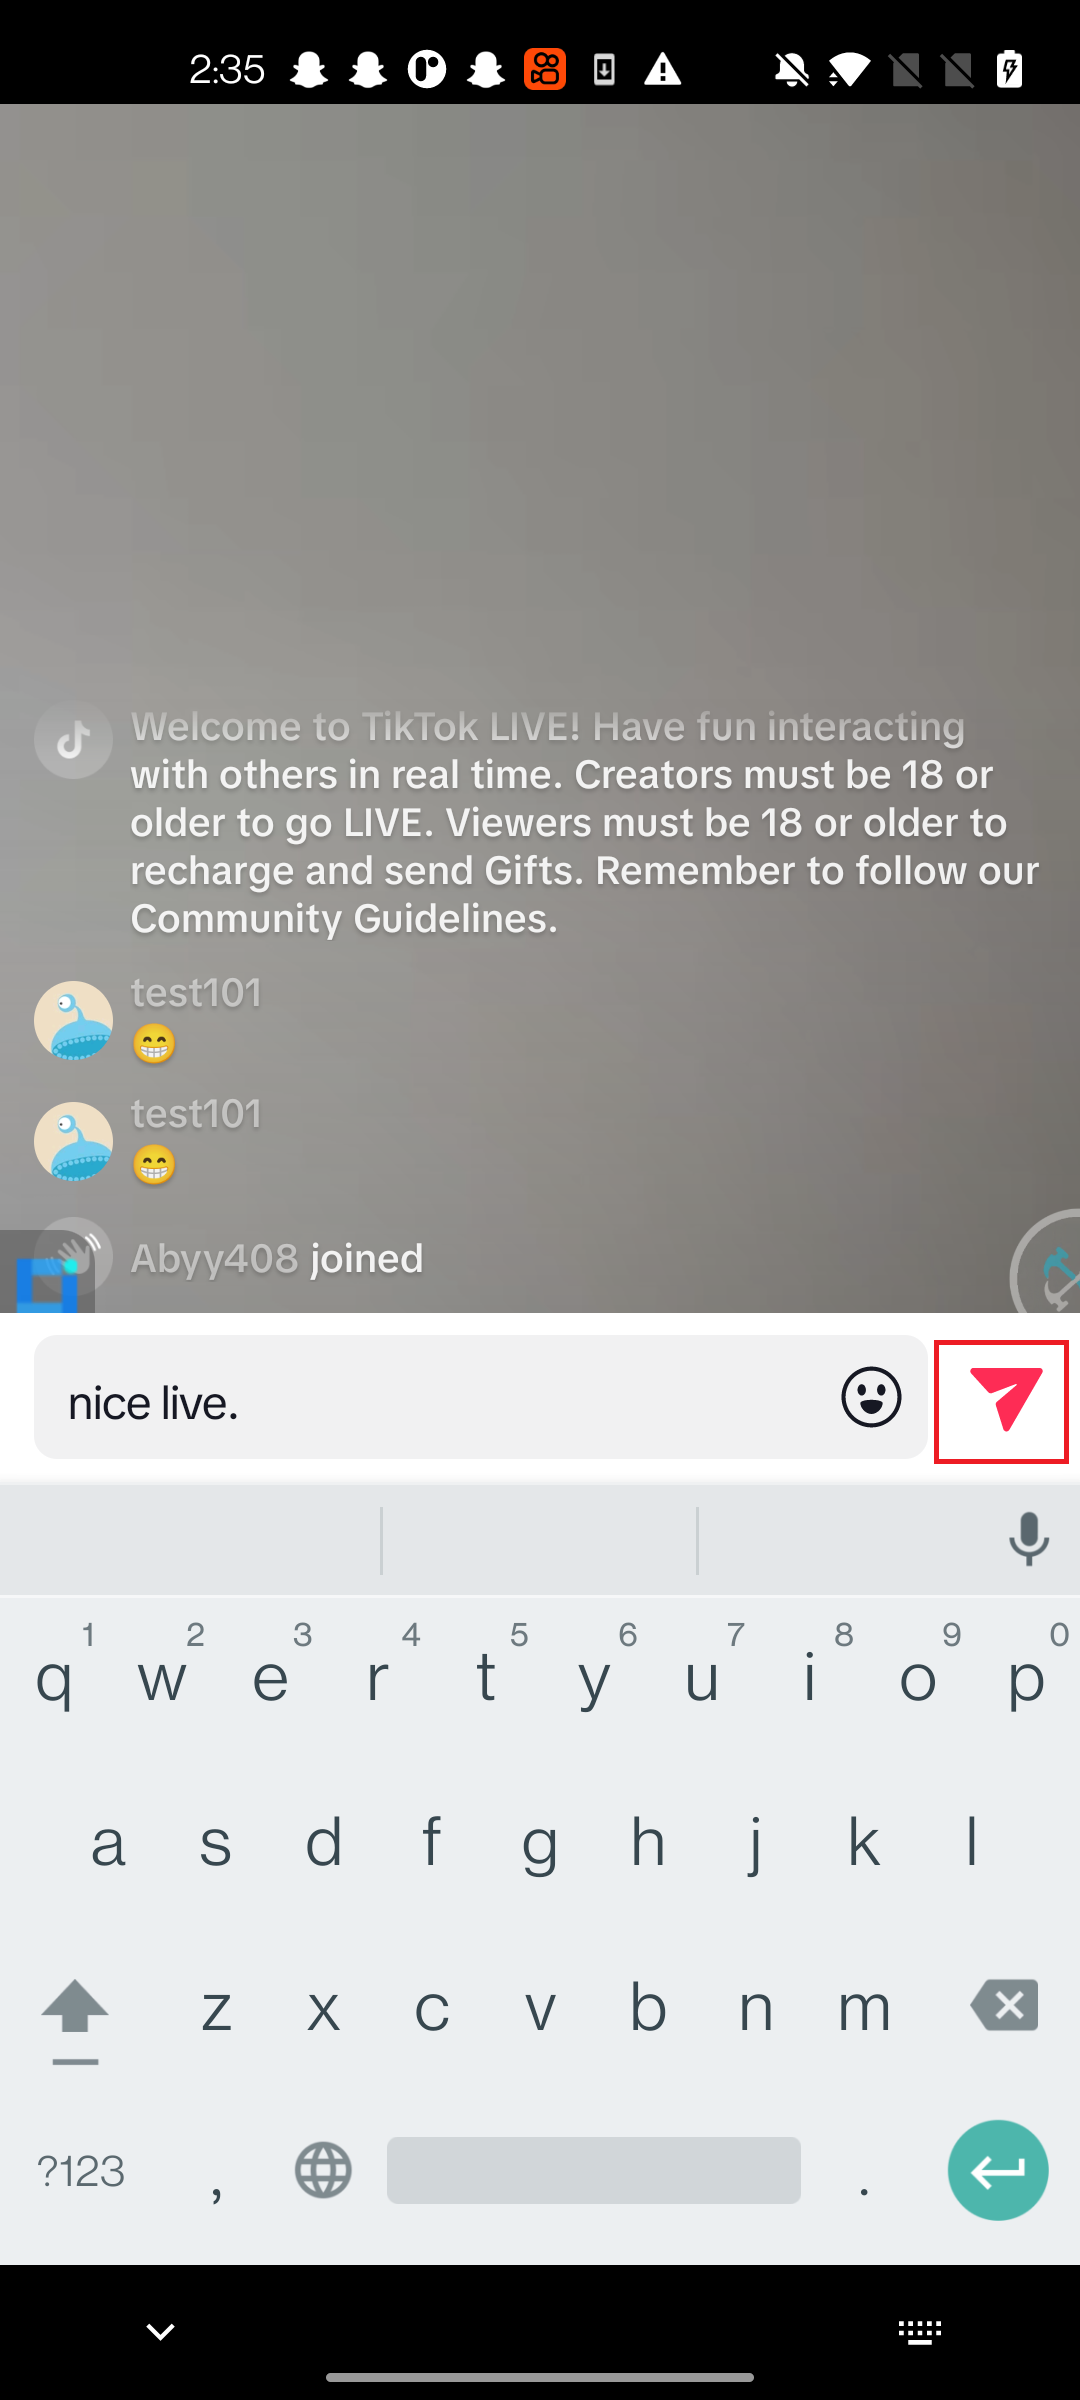 2:35
Welcome to TikTok LIVE! Have fun interacting
with others in real time. Creators must be 18 or
older to go LIVE. Viewers must be 18 or older to
recharge and send Gifts. Remember to follow our
Community Guidelines.
test101
😁
test101
😁
Abyy408 joined
nice live.
1 2 3 4 5 6 7 8 9 0
q w e r t y u i o p
a s d f g h j k l
z x c v b n m
?123 , .